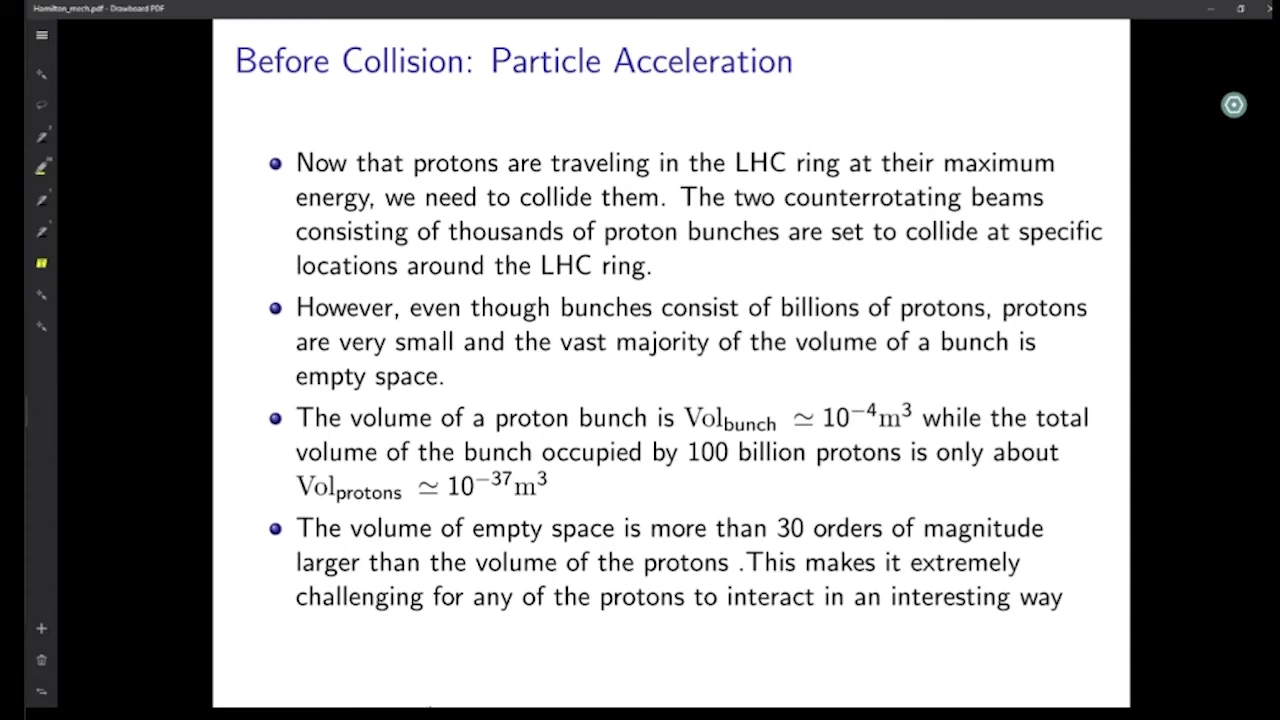 Hamilton_mech.pdf - Drawboard PDF
Before Collision: Particle Acceleration
Now that protons are traveling in the LHC ring at their maximum
energy, we need to collide them. The two counterrotating beams
consisting of thousands of proton bunches are set to collide at specific
locations around the LHC ring.
However, even though bunches consist of billions of protons, protons
are very small and the vast majority of the volume of a bunch is
empty space.
The volume of a proton bunch is Vol_bunch ≃ 10⁻⁴m³ while the total
volume of the bunch occupied by 100 billion protons is only about
Vol_protons ≃ 10⁻³⁷m³
The volume of empty space is more than 30 orders of magnitude
larger than the volume of the protons .This makes it extremely
challenging for any of the protons to interact in an interesting way